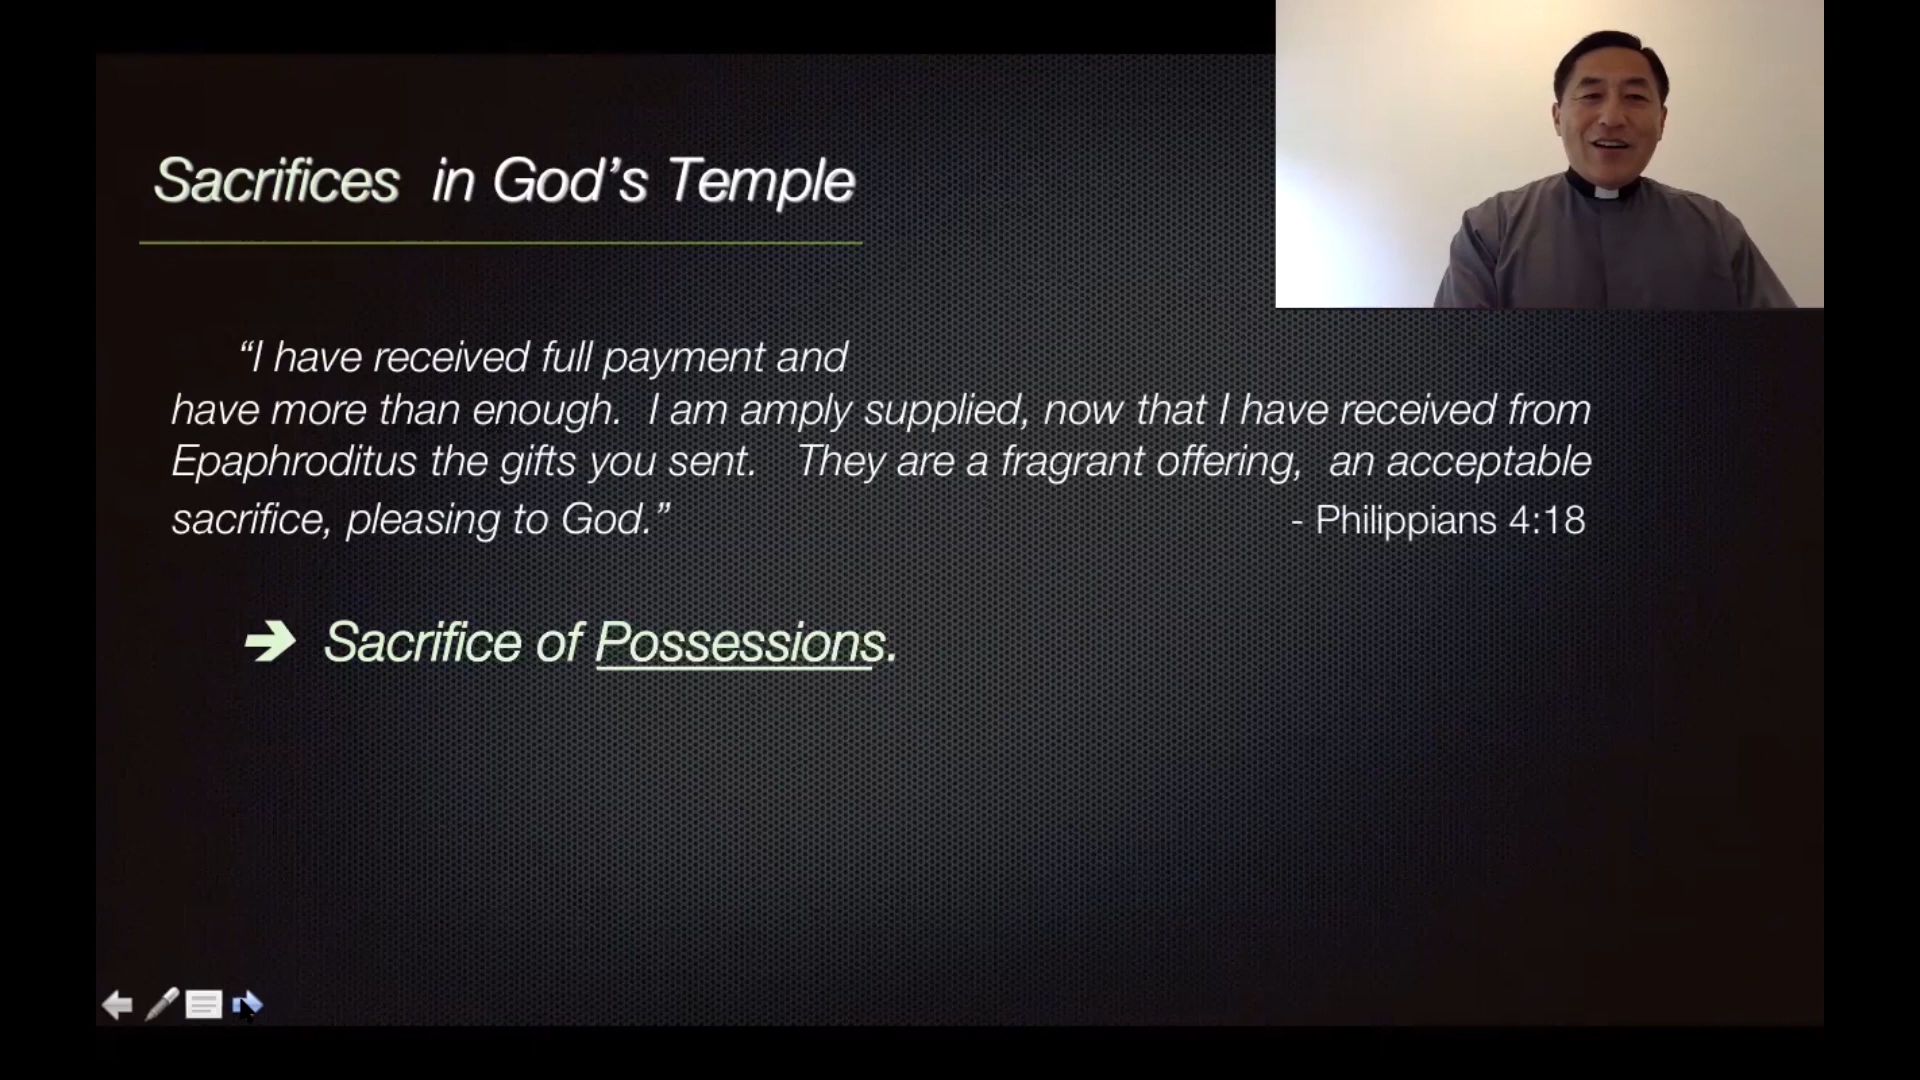 Sacrifices in God’s Temple
“I have received full payment and
have more than enough. I am amply supplied, now that I have received from
Epaphroditus the gifts you sent. They are a fragrant offering, an acceptable
sacrifice, pleasing to God.” - Philippians 4:18
➔ Sacrifice of Possessions.